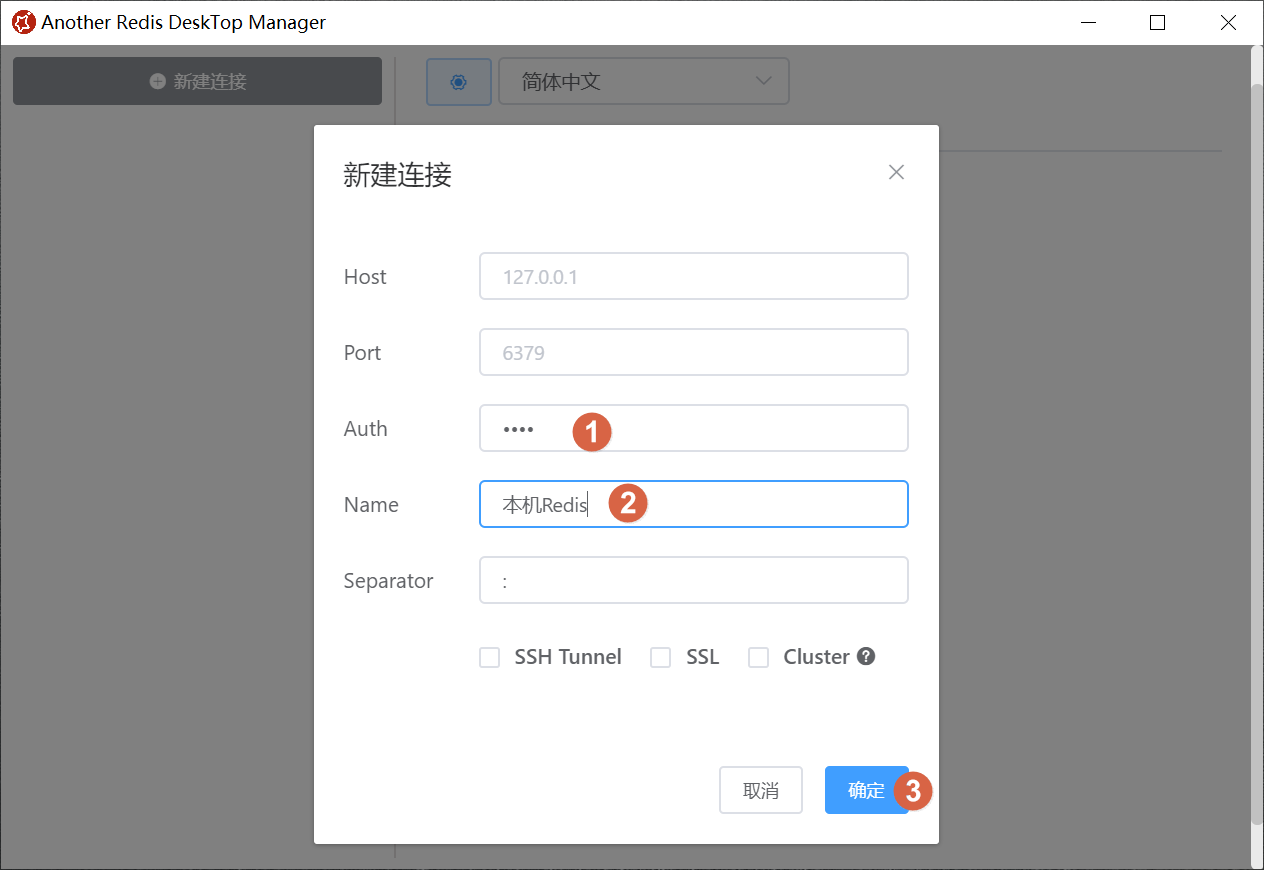 Another Redis DeskTop Manager
新建连接
简体中文
新建连接
Host
127.0.0.1
Port
6379
Auth
••••
1
Name
本机Redis
2
Separator
:
SSH Tunnel
SSL
Cluster ?
取消
确定
3